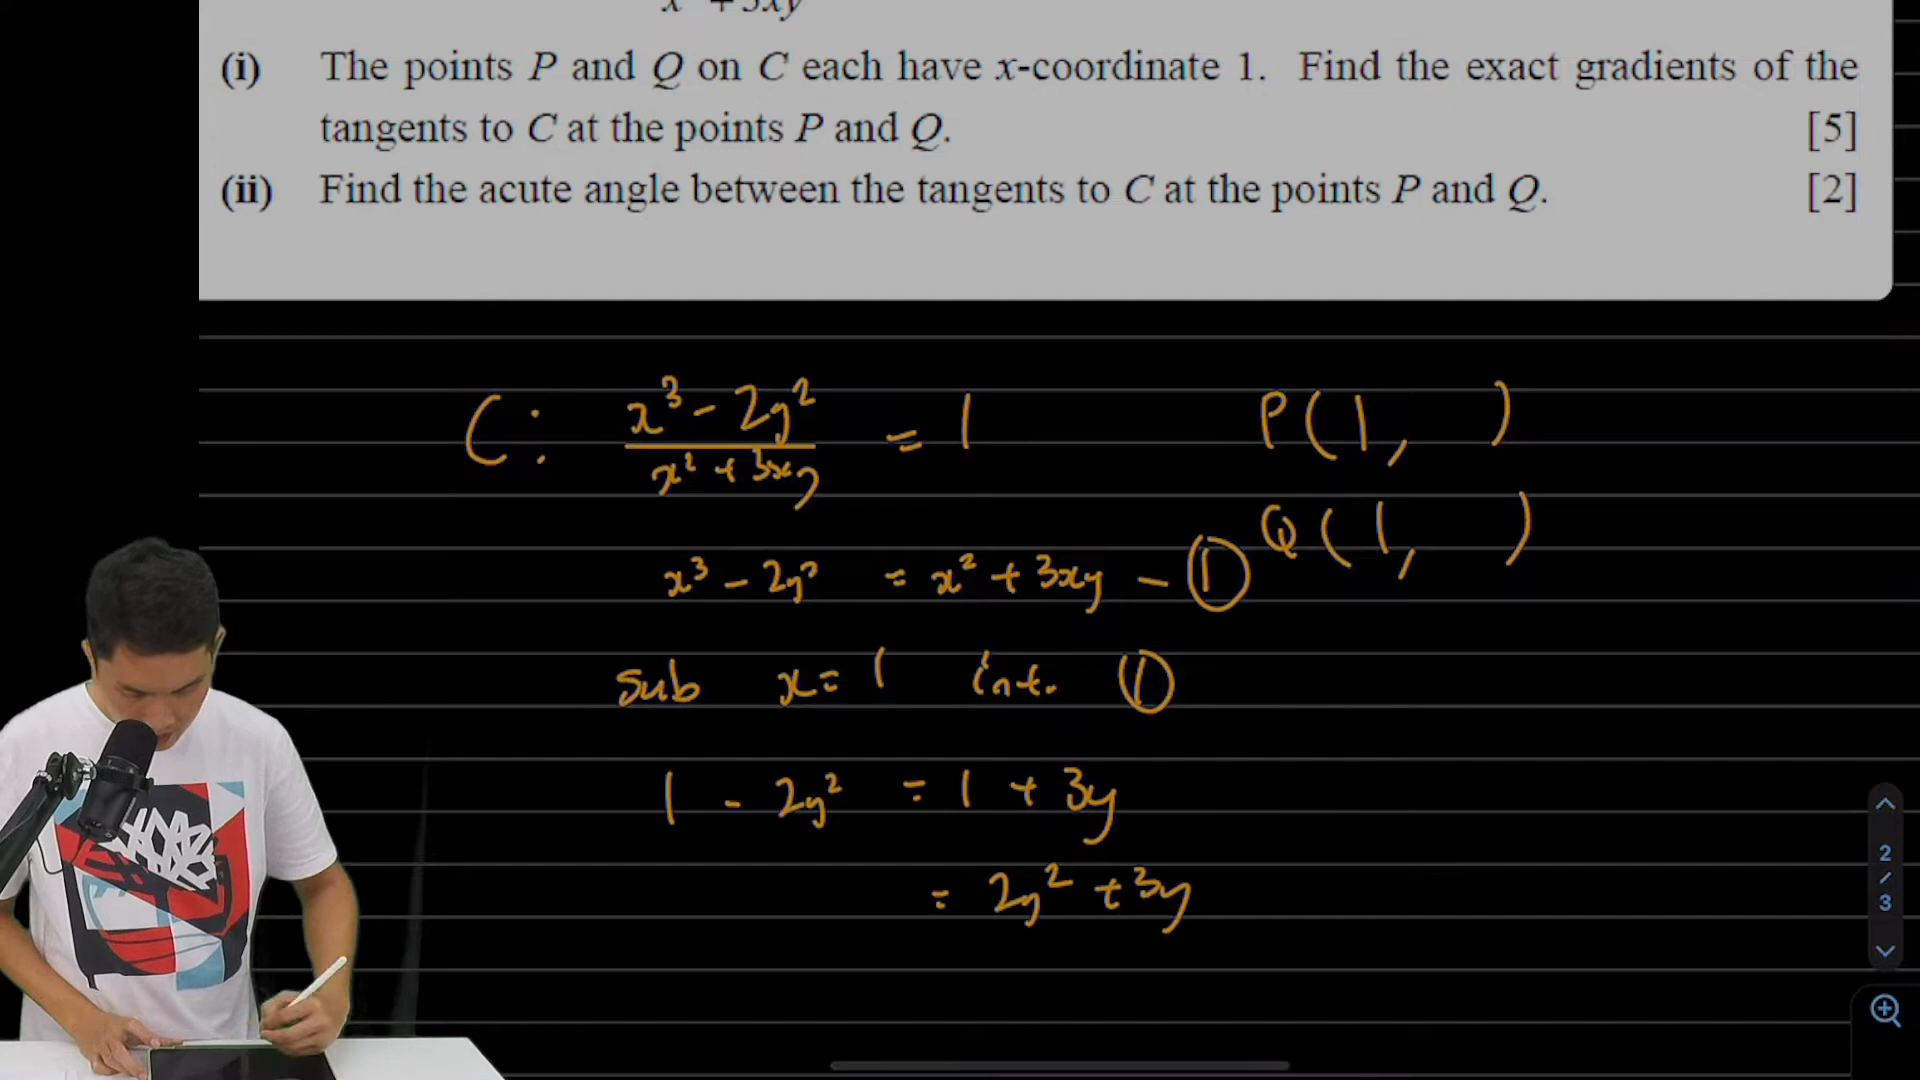 x² + 3xy
(i) The points P and Q on C each have x-coordinate 1. Find the exact gradients of the
tangents to C at the points P and Q. [5]
(ii) Find the acute angle between the tangents to C at the points P and Q. [2]
C: (x³ - 2y²)/(x² + 3xy) = 1
P(1, )
Q(1, )
x³ - 2y² = x² + 3xy - ①
sub x = 1 into ①
1 - 2y² = 1 + 3y
= 2y² + 3y
2
/
3